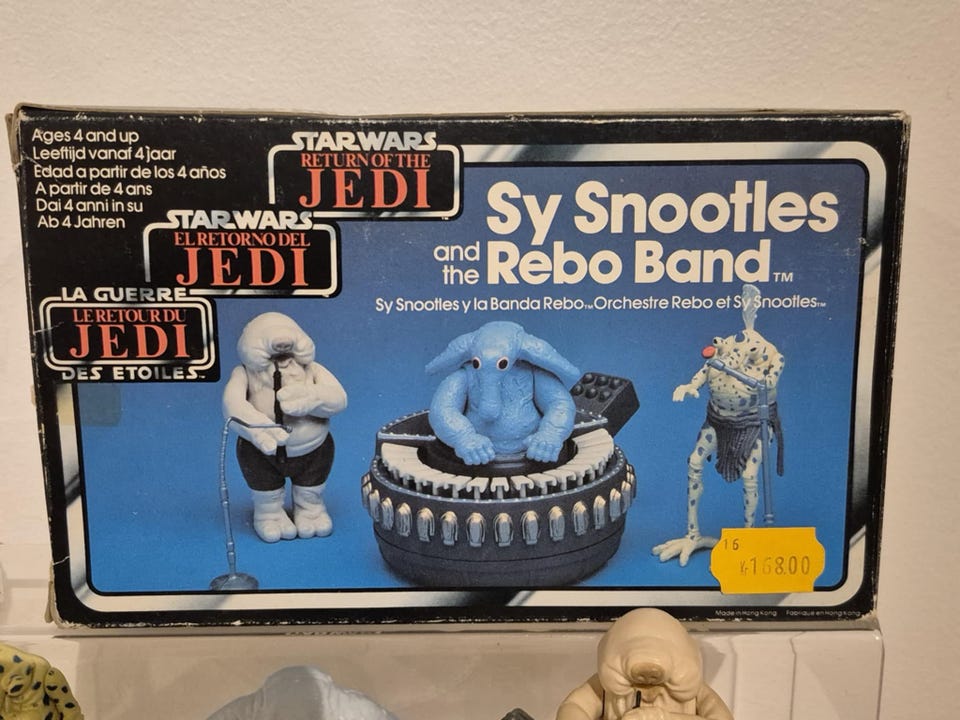 Ages 4 and up
Leeftijd vanaf 4 jaar
Edad a partir de los 4 años
A partir de 4 ans
Dai 4 anni in su
Ab 4 Jahren
STAR WARS
RETURN OF THE
JEDI
STAR WARS
EL RETORNO DEL
JEDI
LA GUERRE
LE RETOUR DU
JEDI
DES ETOILES™
Sy Snootles
and the Rebo Band™
Sy Snootles y la Banda Rebo™ Orchestre Rebo et Sy Snootles™
16
Kr 168.00
Made in Hong Kong Fabriqué en Hong Kong